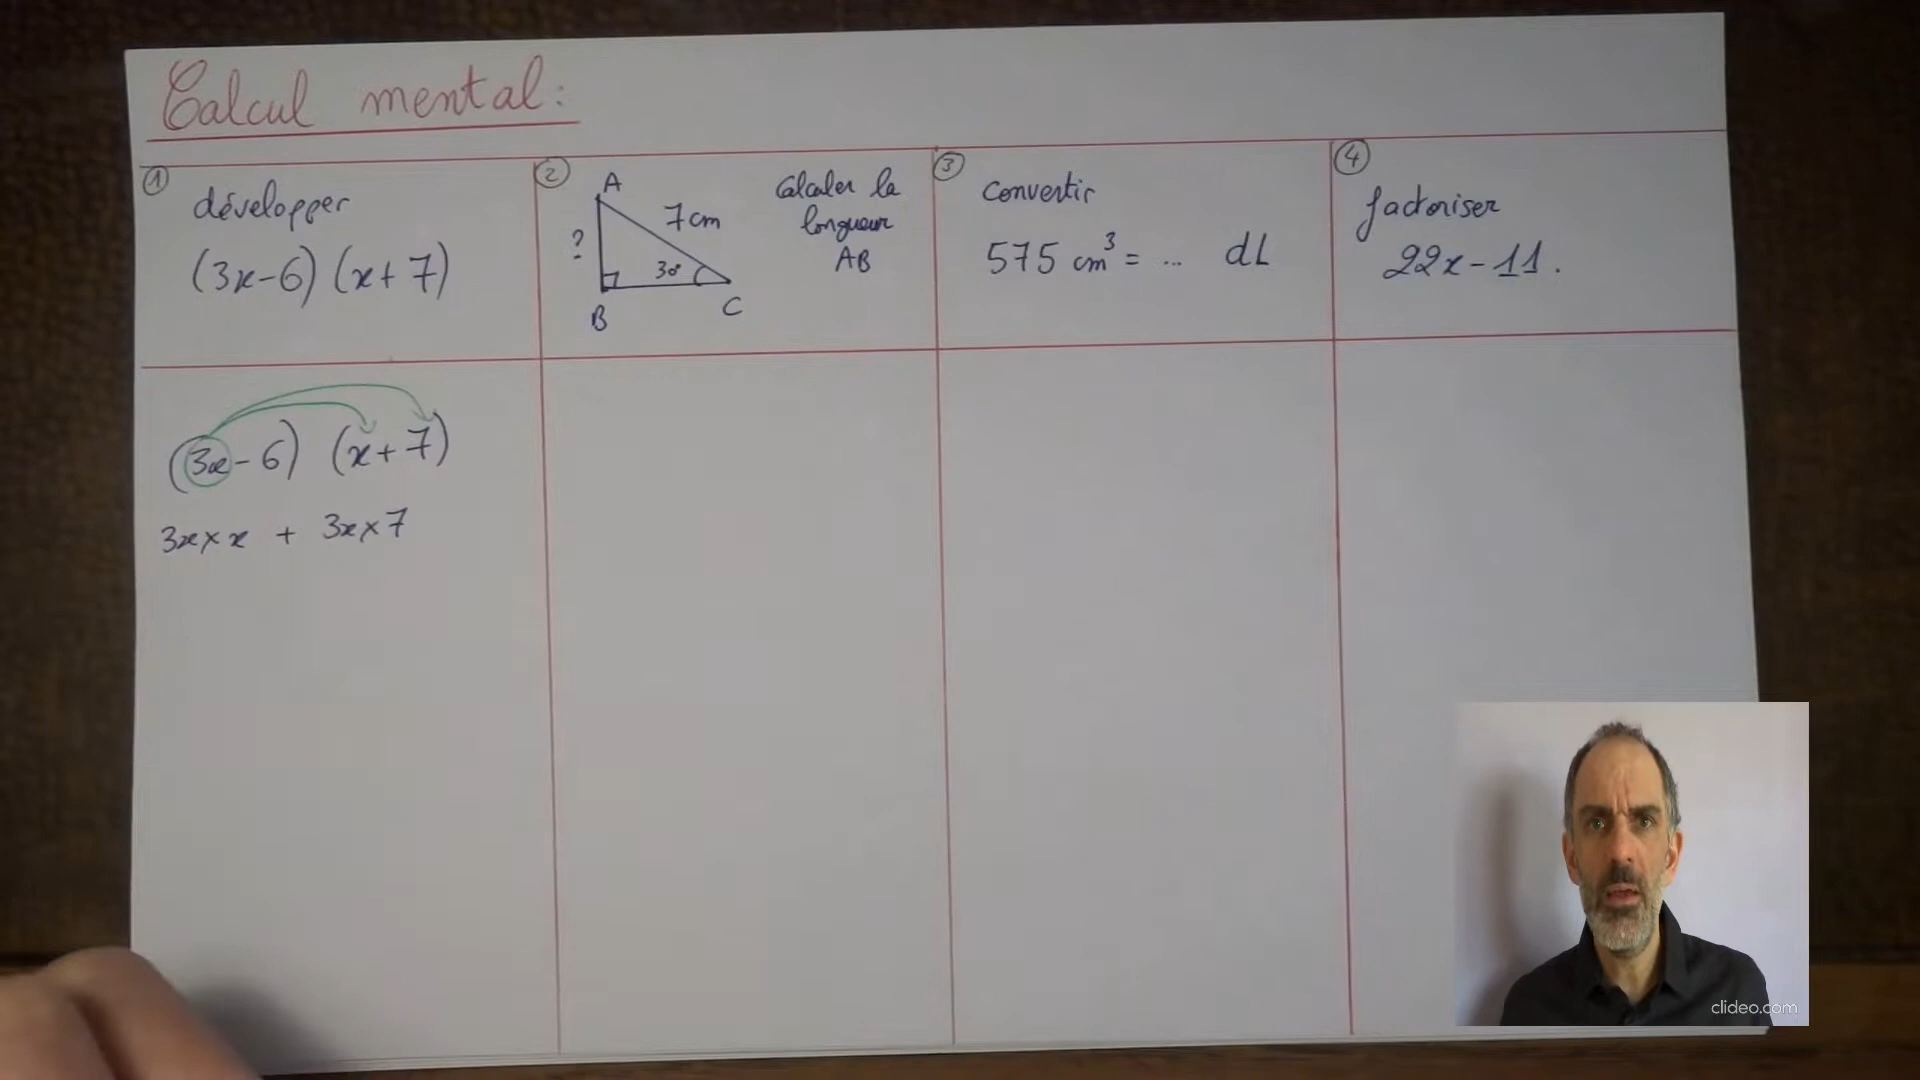 Calcul mental:
1
développer
(3x-6) (x+7)
2
A
7cm
?
30°
B
C
Calculer la
longueur
AB
3
convertir
575 cm³ = ... dL
4
factoriser
22x-11.
(3x-6) (x+7)
3x×x + 3x×7
clideo.com